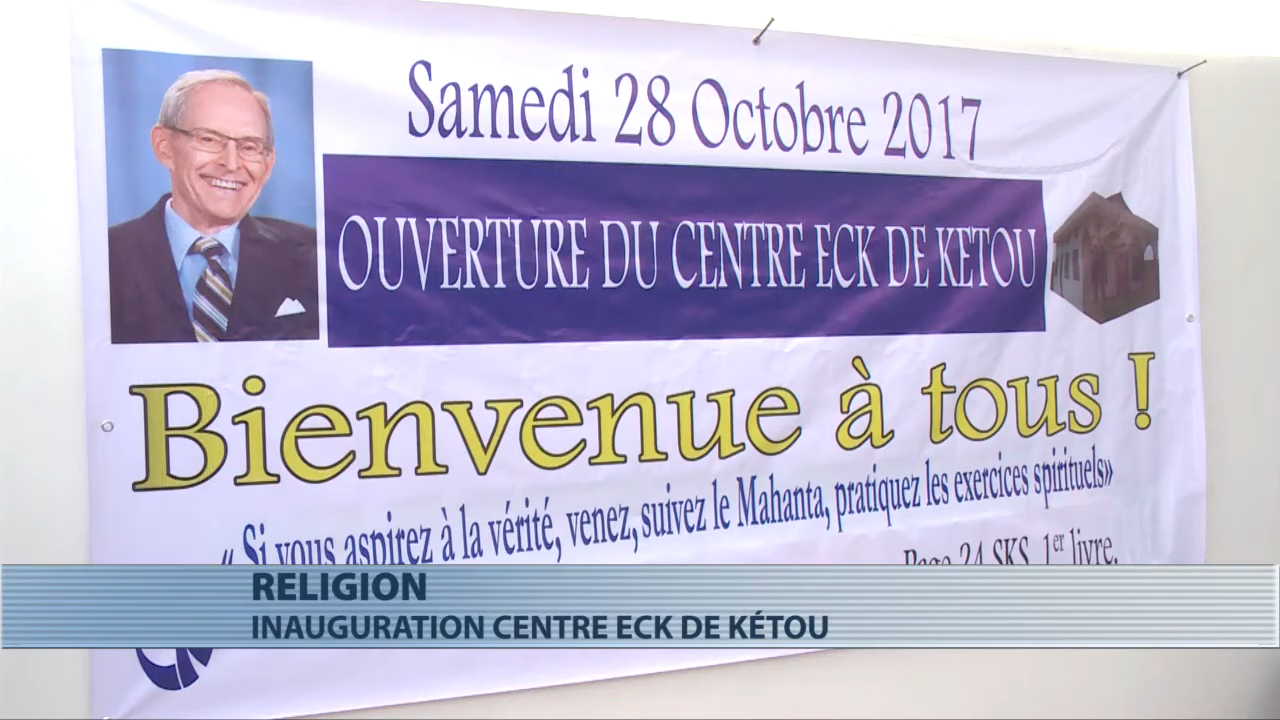 Samedi 28 Octobre 2017
OUVERTURE DU CENTRE ECK DE KETOU
Bienvenue à tous !
« Si vous aspirez à la vérité, venez, suivez le Mahanta, pratiquez les exercices spirituels»
Page 24 SKS, 1er livre.
RELIGION
INAUGURATION CENTRE ECK DE KÉTOU